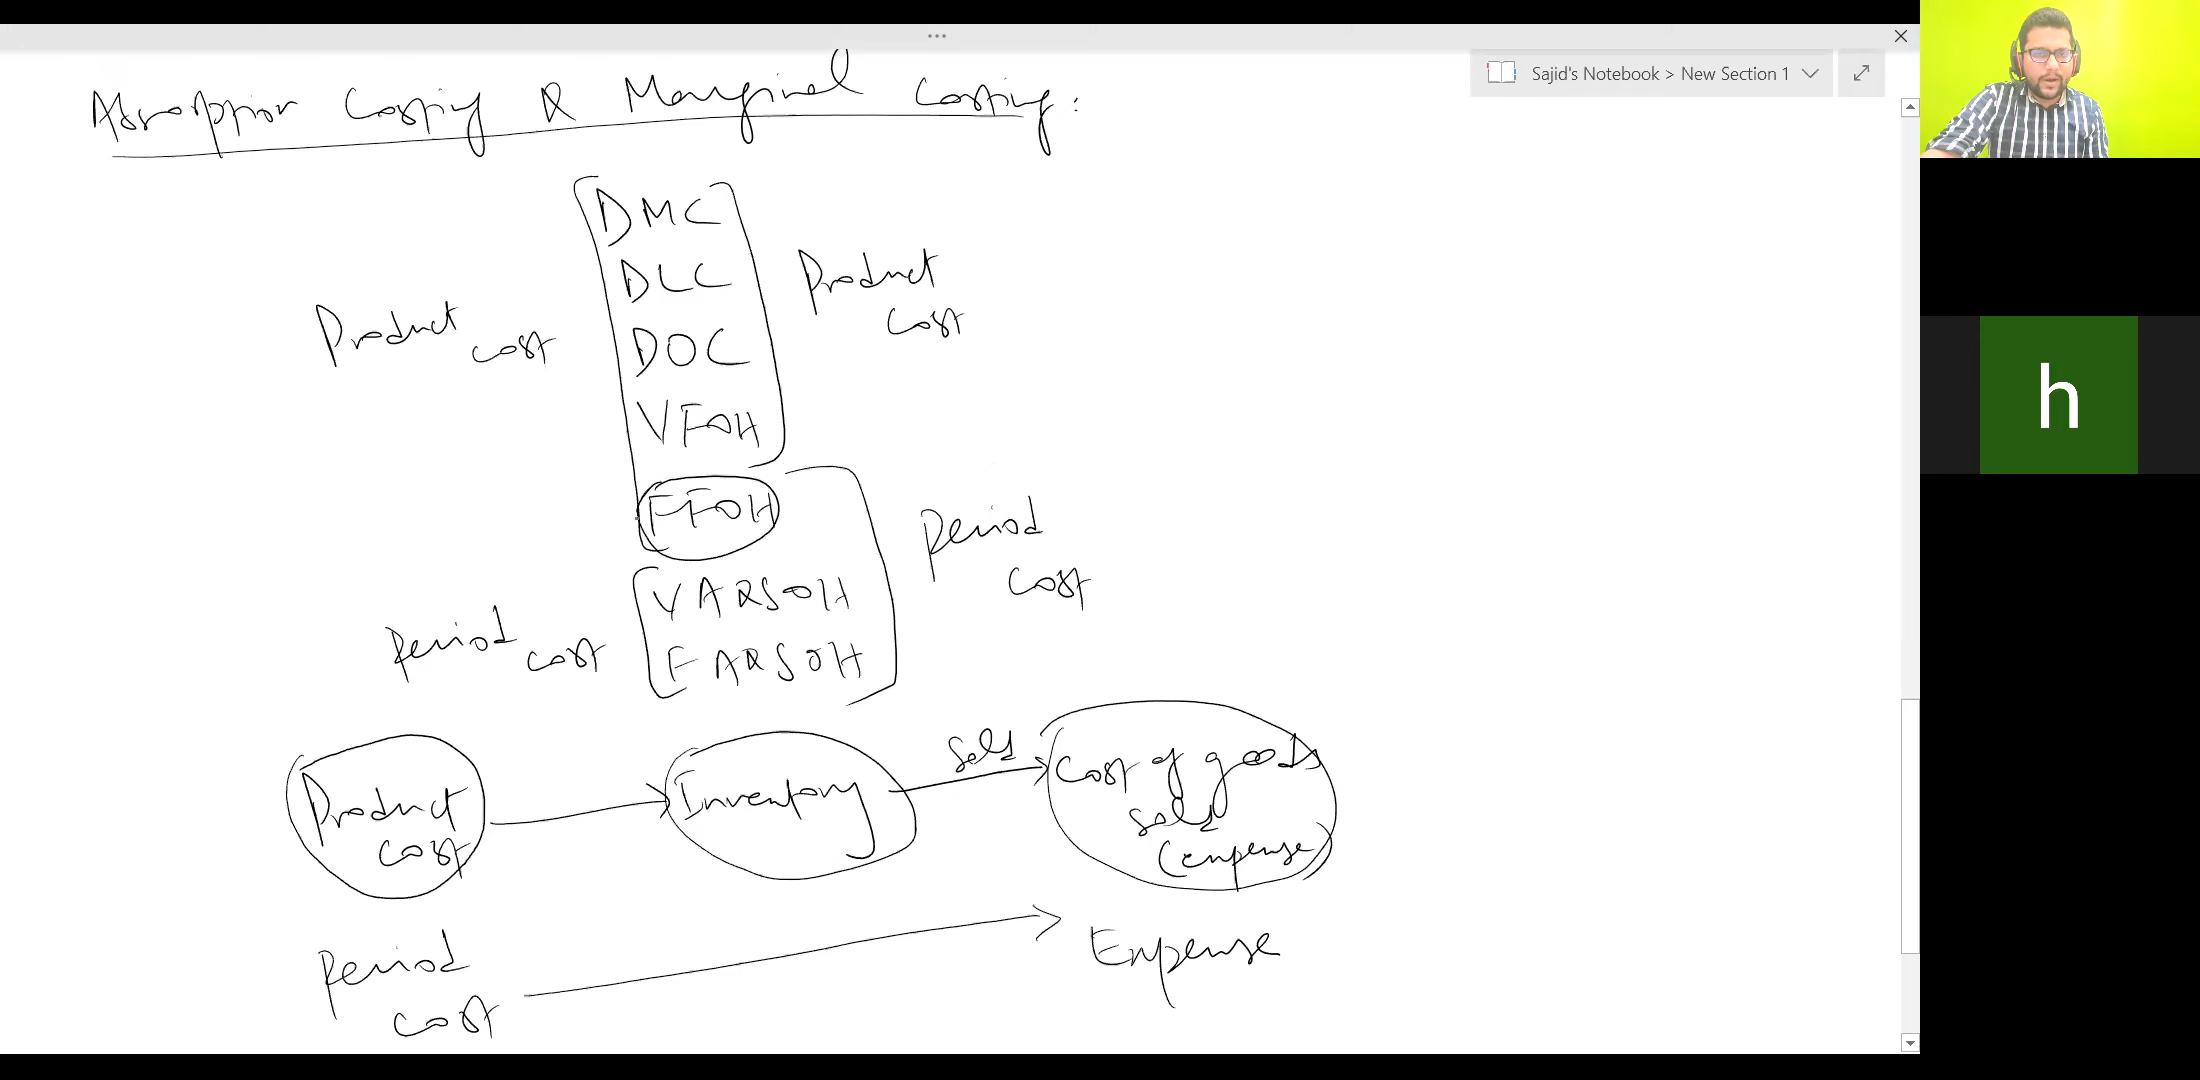 ...
Sajid's Notebook > New Section 1
Absorption Costing & Marginal Costing:
DMC
DLC
DOC
VFOH
FFOH
VARSOH
FARSOH
Product
cost
Period
cost
Product
cost
Period
cost
Product
cost
Inventory
Sold
Cost of goods
sold
(expense)
Period
cost
Expense
h